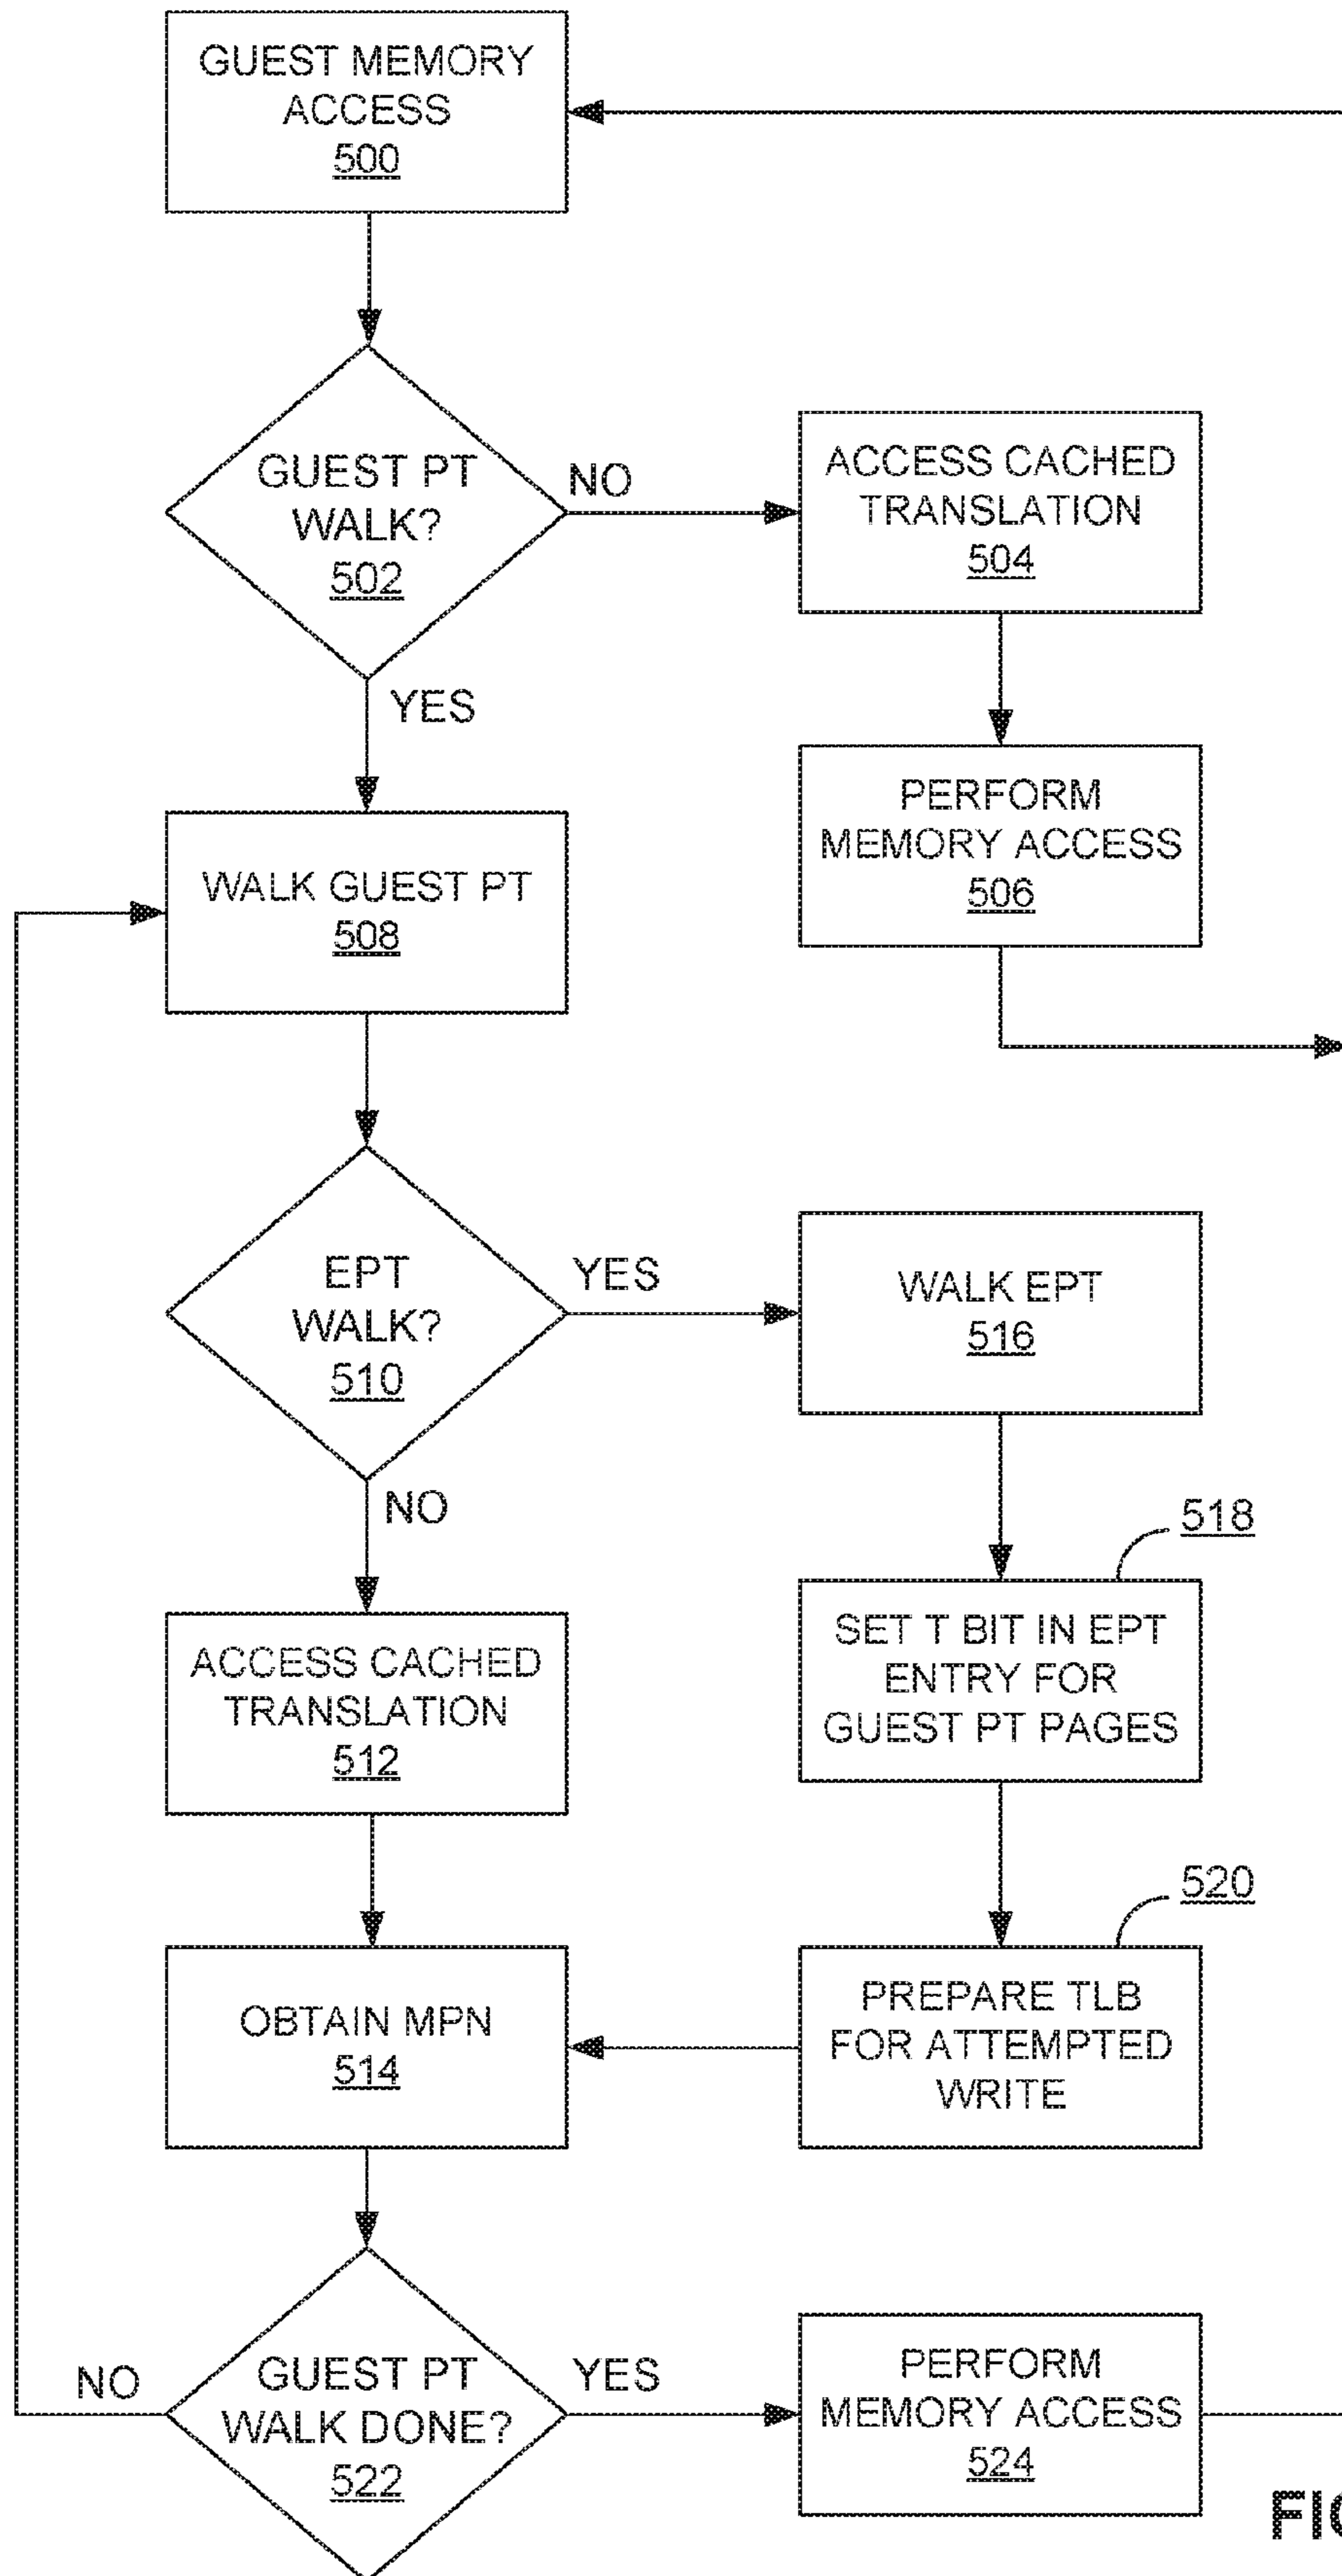 GUEST MEMORY
ACCESS
500
GUEST PT
WALK?
502
NO
YES
ACCESS CACHED
TRANSLATION
504
PERFORM
MEMORY ACCESS
506
WALK GUEST PT
508
EPT
WALK?
510
YES
NO
WALK EPT
516
518
SET T BIT IN EPT
ENTRY FOR
GUEST PT PAGES
ACCESS CACHED
TRANSLATION
512
520
PREPARE TLB
FOR ATTEMPTED
WRITE
OBTAIN MPN
514
GUEST PT
WALK DONE?
522
NO
YES
PERFORM
MEMORY ACCESS
524